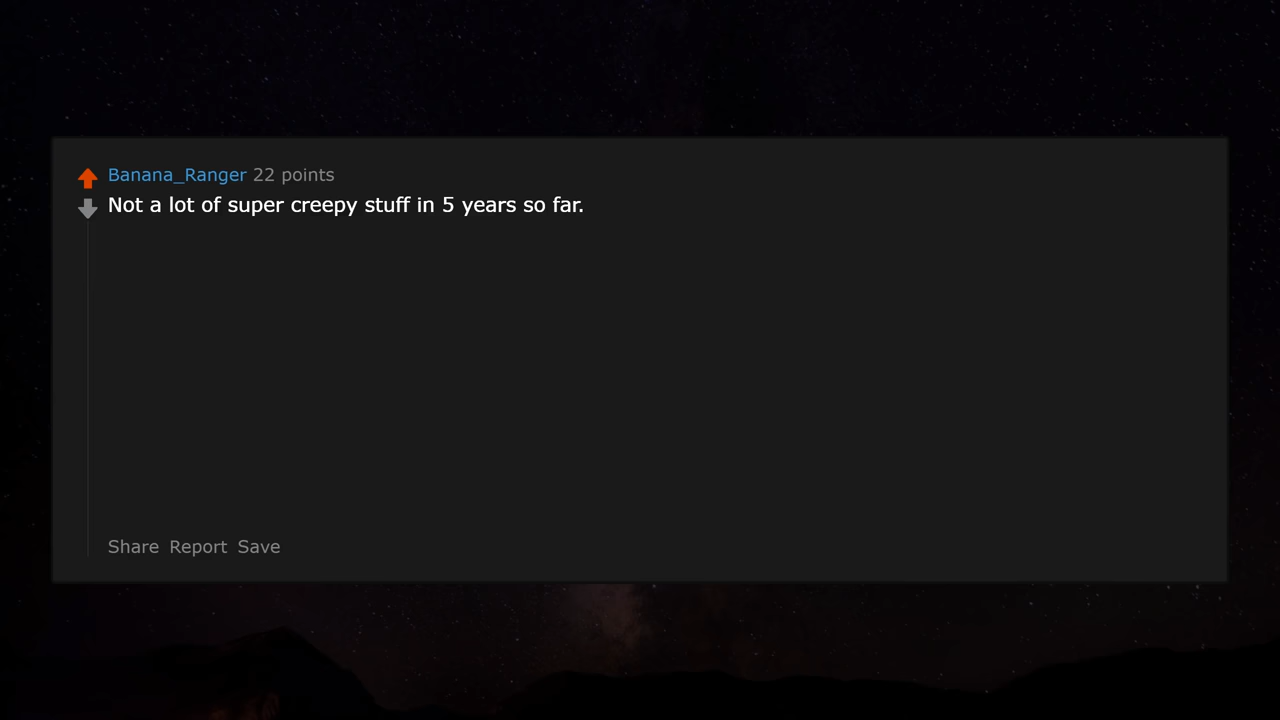 Banana_Ranger 22 points
Not a lot of super creepy stuff in 5 years so far.
Share Report Save